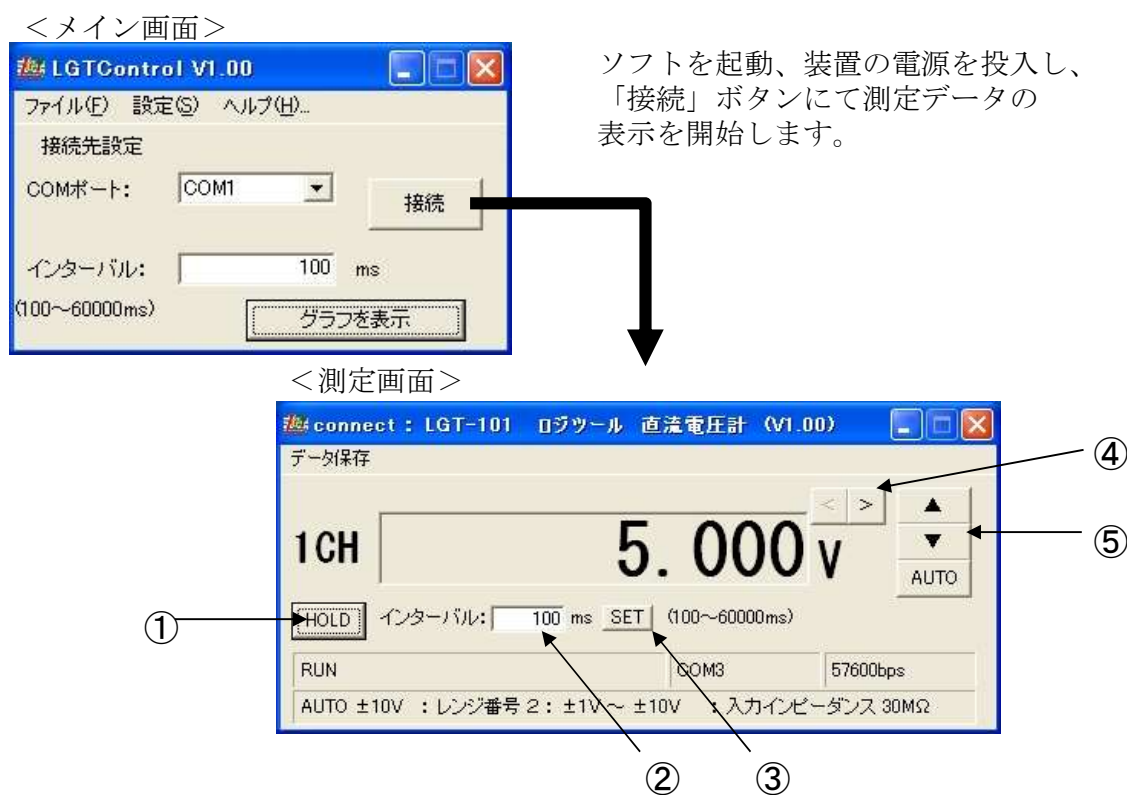 ＜メイン画面＞
LGTControl V1.00
ファイル(F) 設定(S) ヘルプ(H)...
接続先設定
COMポート: COM1
接続
インターバル: 100 ms
(100～60000ms)
グラフを表示
ソフトを起動、装置の電源を投入し、
「接続」ボタンにて測定データの
表示を開始します。
＜測定画面＞
connect : LGT-101 ロジツール 直流電圧計 (V1.00)
データ保存
< >
▲
▼
AUTO
1CH 5.000 V
HOLD インターバル: 100 ms SET (100～60000ms)
RUN COM3 57600bps
AUTO ±10V : レンジ番号 2 : ±1V ～ ±10V : 入力インピーダンス 30MΩ
①
②
③
④
⑤